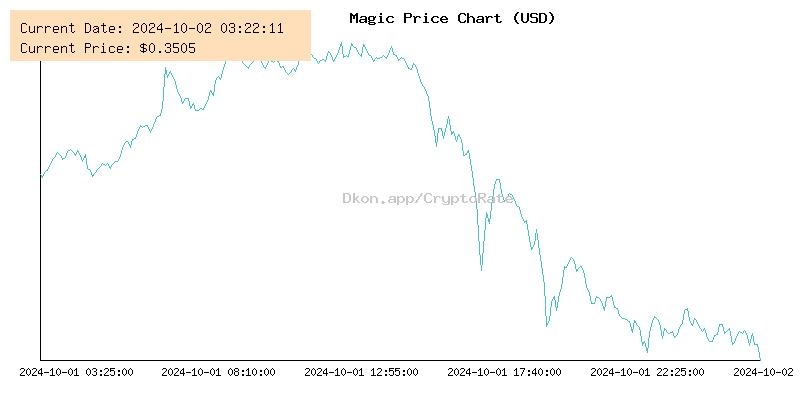 Magic Price Chart (USD)
Current Date: 2024-10-02 03:22:11
Current Price: $0.3505
Dkon.app/CryptoRate
2024-10-01 03:25:00 2024-10-01 08:10:00 2024-10-01 12:55:00 2024-10-01 17:40:00 2024-10-01 22:25:00 2024-10-02